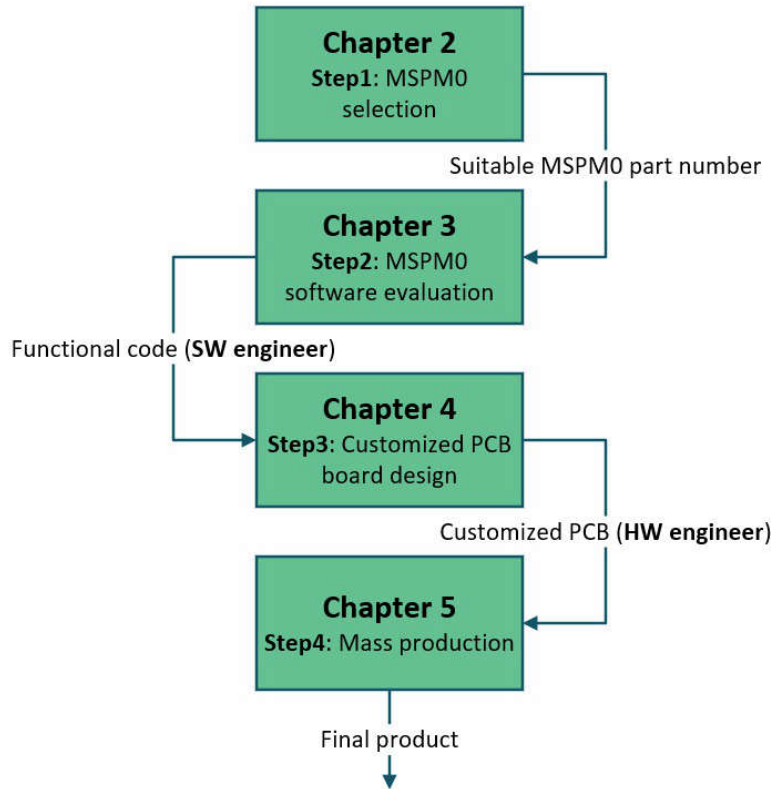 Chapter 2
Step1: MSPM0
selection
Suitable MSPM0 part number
Chapter 3
Step2: MSPM0
software evaluation
Functional code (SW engineer)
Chapter 4
Step3: Customized PCB
board design
Customized PCB (HW engineer)
Chapter 5
Step4: Mass production
Final product